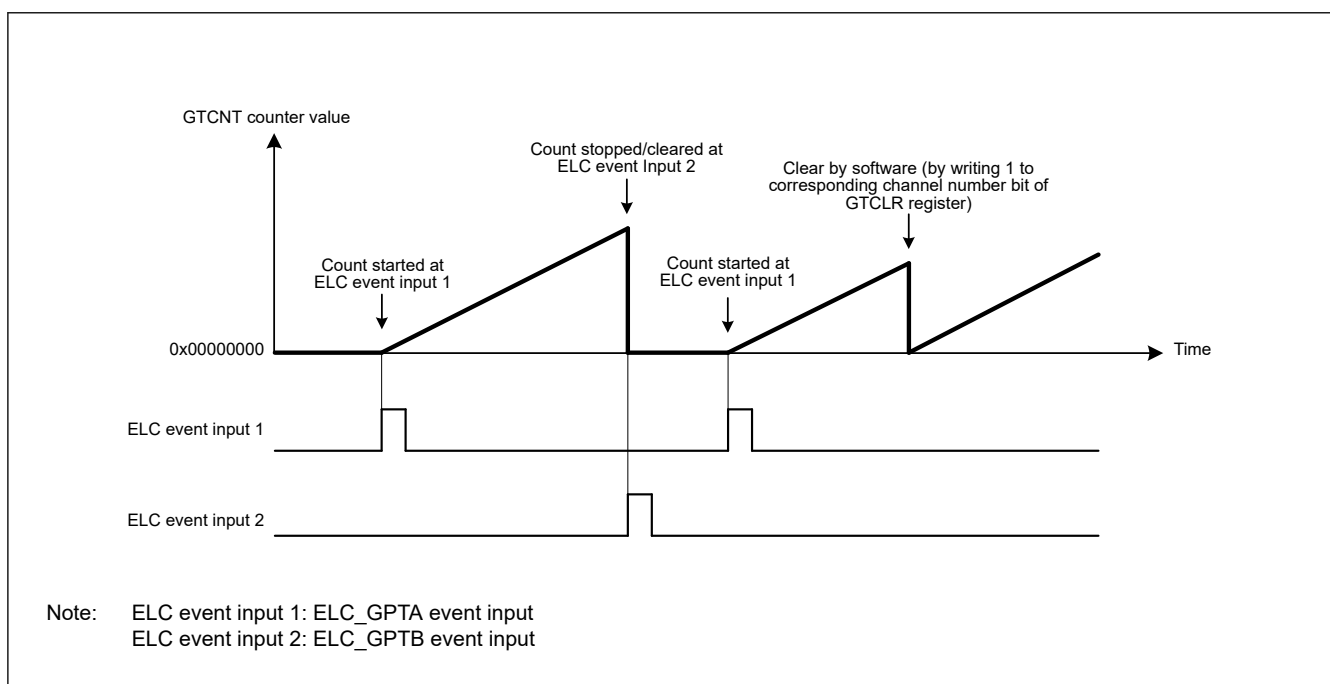 GTCNT counter value
Count stopped/cleared at
ELC event Input 2
Clear by software (by writing 1 to
corresponding channel number bit of
GTCLR register)
Count started at
ELC event input 1
Count started at
ELC event input 1
0x00000000
Time
ELC event input 1
ELC event input 2
Note: ELC event input 1: ELC_GPTA event input
ELC event input 2: ELC_GPTB event input